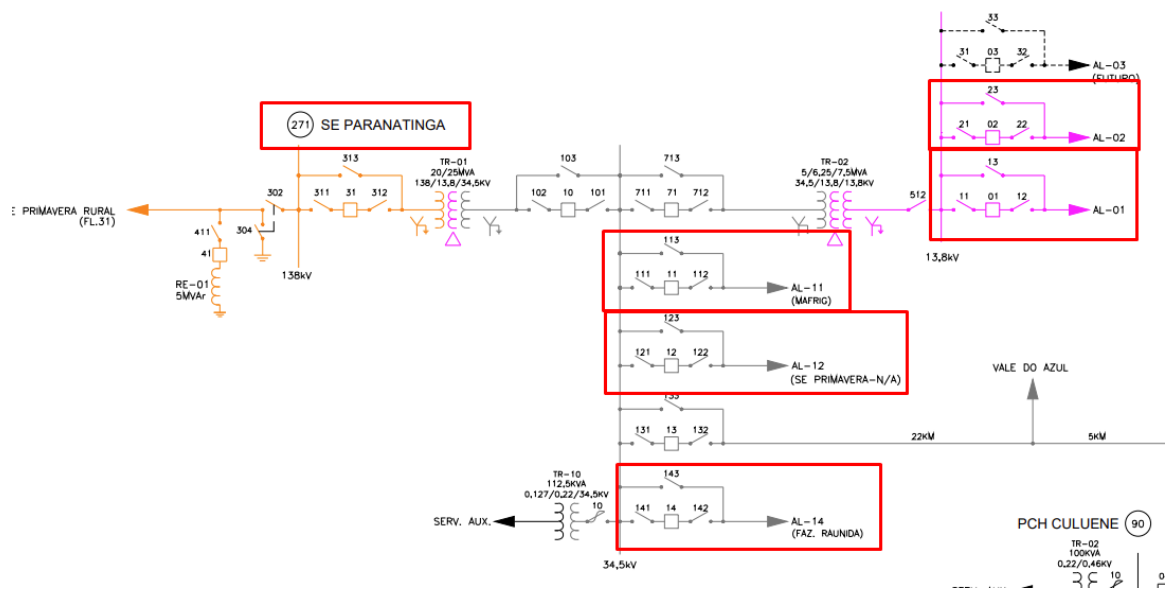 33
31 03 32
AL-03
(FUTURO)
23
21 02 22
AL-02
13
11 01 12
AL-01
512
13,8kV
271 SE PARANATINGA
TR-01
20/25MVA
138/13,8/34,5KV
313
302
311 31 312
PRIMAVERA RURAL
(FL.31)
411
304
41
138kV
RE-01
5MVAr
103
102 10 101
713
711 71 712
TR-02
5/6,25/7,5MVA
34,5/13,8/13,8KV
113
111 11 112
AL-11
(MAFRIG)
123
121 12 122
AL-12
(SE PRIMAVERA-N/A)
133
131 13 132
VALE DO AZUL
22KM
5KM
TR-10
112,5KVA
0,127/0,22/34,5KV
10
SERV. AUX.
143
141 14 142
AL-14
(FAZ. RAUNIDA)
34,5kV
PCH CULUENE 90
TR-02
100KVA
0,22/0,46KV
10